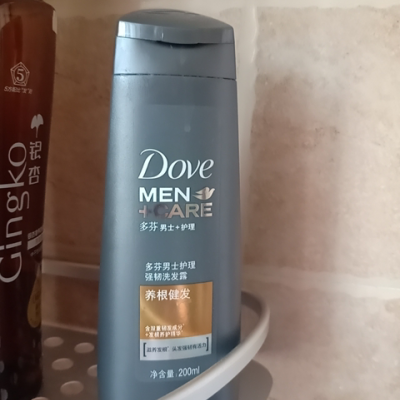 银杏
Gingko
Dove
MEN
+CARE
多芬 男士+护理
多芬男士护理
强韧洗发露
养根健发
净含量:200ml